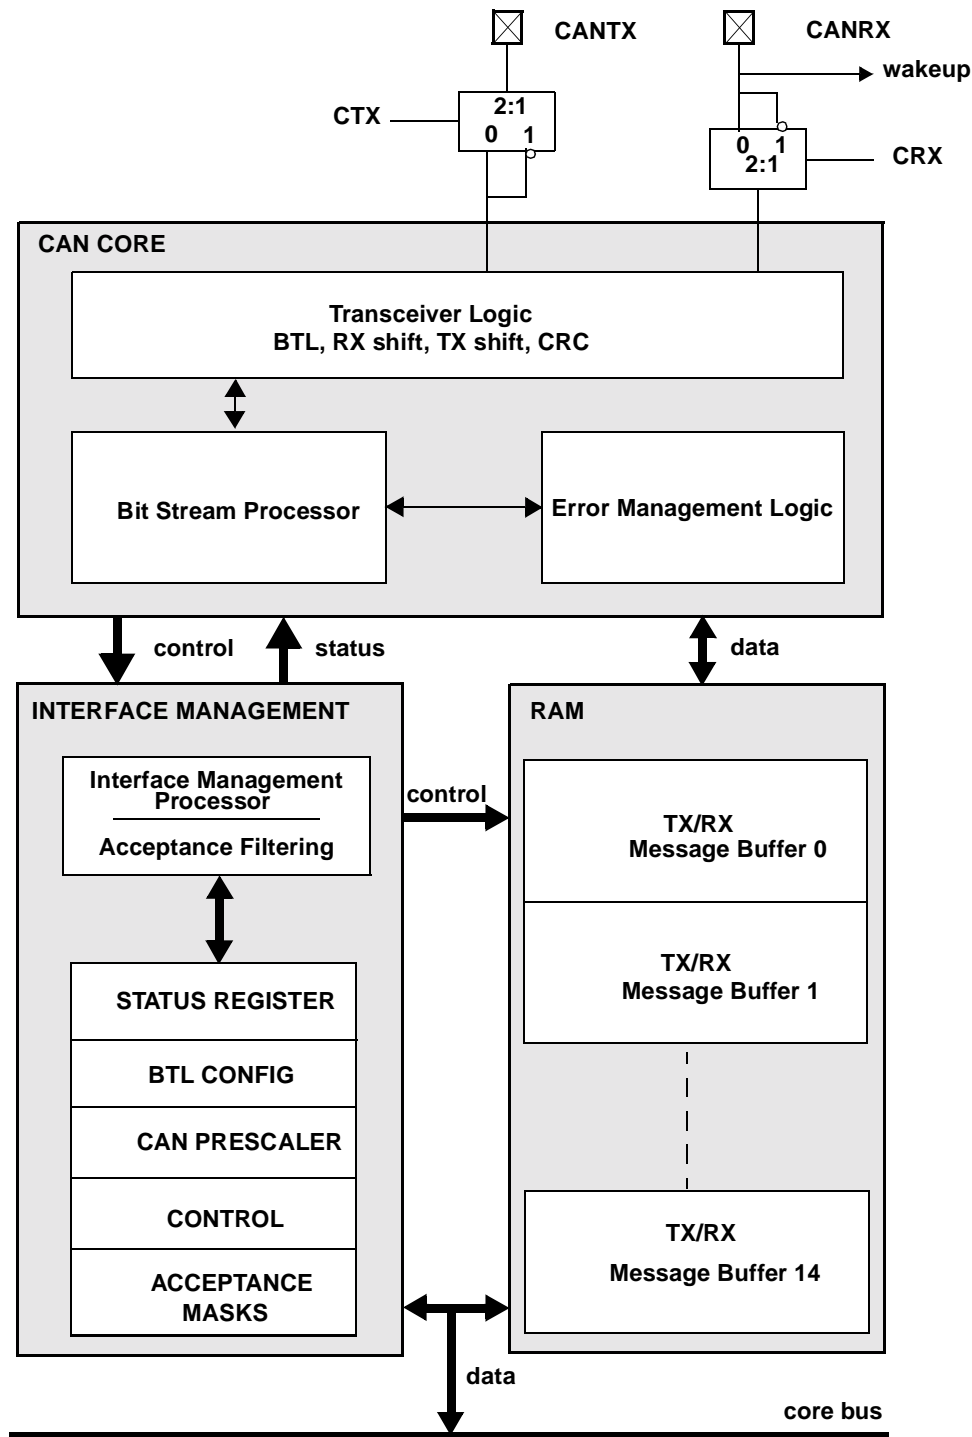 CANTX
CANRX
wakeup
CTX
2:1
0 1
0 1
2:1
CRX
CAN CORE
Transceiver Logic
BTL, RX shift, TX shift, CRC
Bit Stream Processor
Error Management Logic
control
status
data
INTERFACE MANAGEMENT
RAM
Interface Management
Processor
Acceptance Filtering
control
TX/RX
Message Buffer 0
TX/RX
Message Buffer 1
STATUS REGISTER
BTL CONFIG
CAN PRESCALER
CONTROL
ACCEPTANCE
MASKS
TX/RX
Message Buffer 14
data
core bus